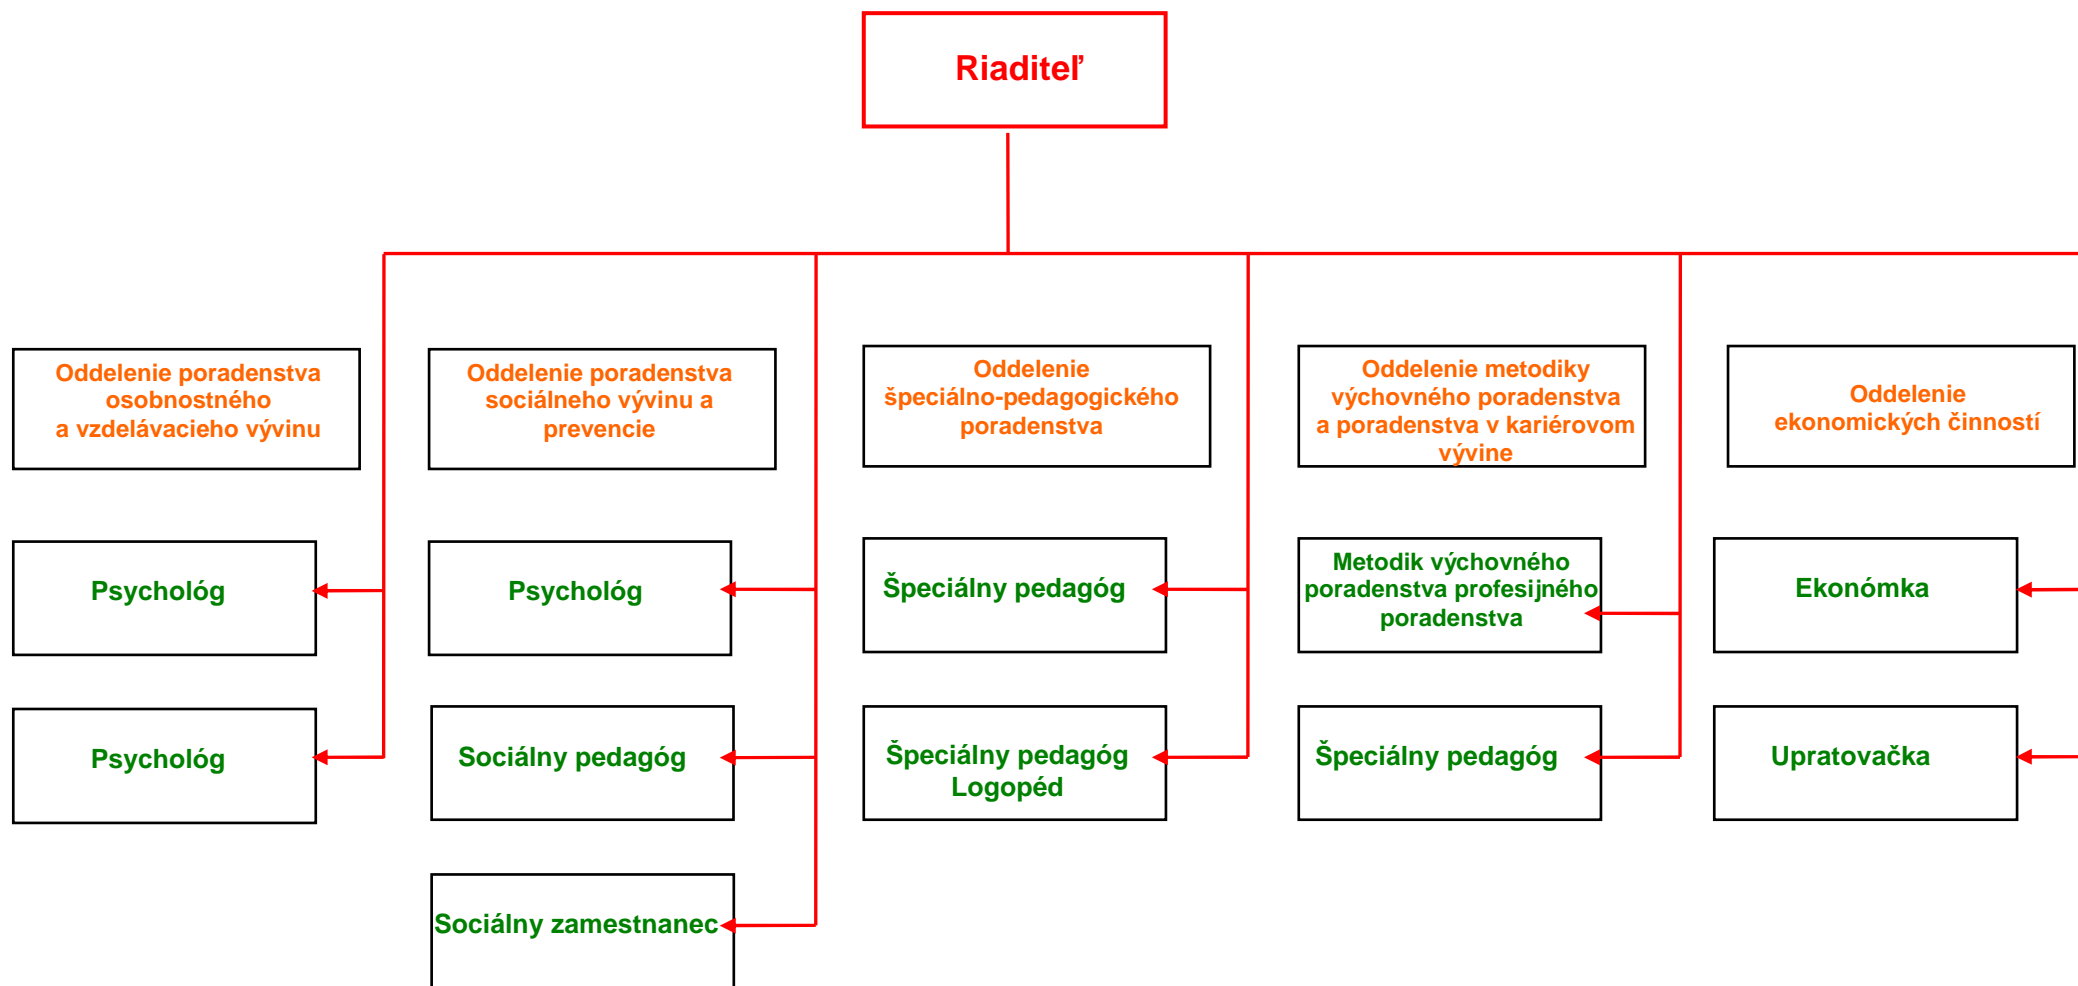 Riaditeľ
Oddelenie poradenstva
osobnostného
a vzdelávacieho vývinu
Oddelenie poradenstva
sociálneho vývinu a
prevencie
Oddelenie
špeciálno-pedagogického
poradenstva
Oddelenie metodiky
výchovného poradenstva
a poradenstva v kariérovom
vývine
Oddelenie
ekonomických činností
Psychológ
Psychológ
Špeciálny pedagóg
Metodik výchovného
poradenstva profesijného
poradenstva
Ekonómka
Psychológ
Sociálny pedagóg
Špeciálny pedagóg
Logopéd
Špeciálny pedagóg
Upratovačka
Sociálny zamestnanec